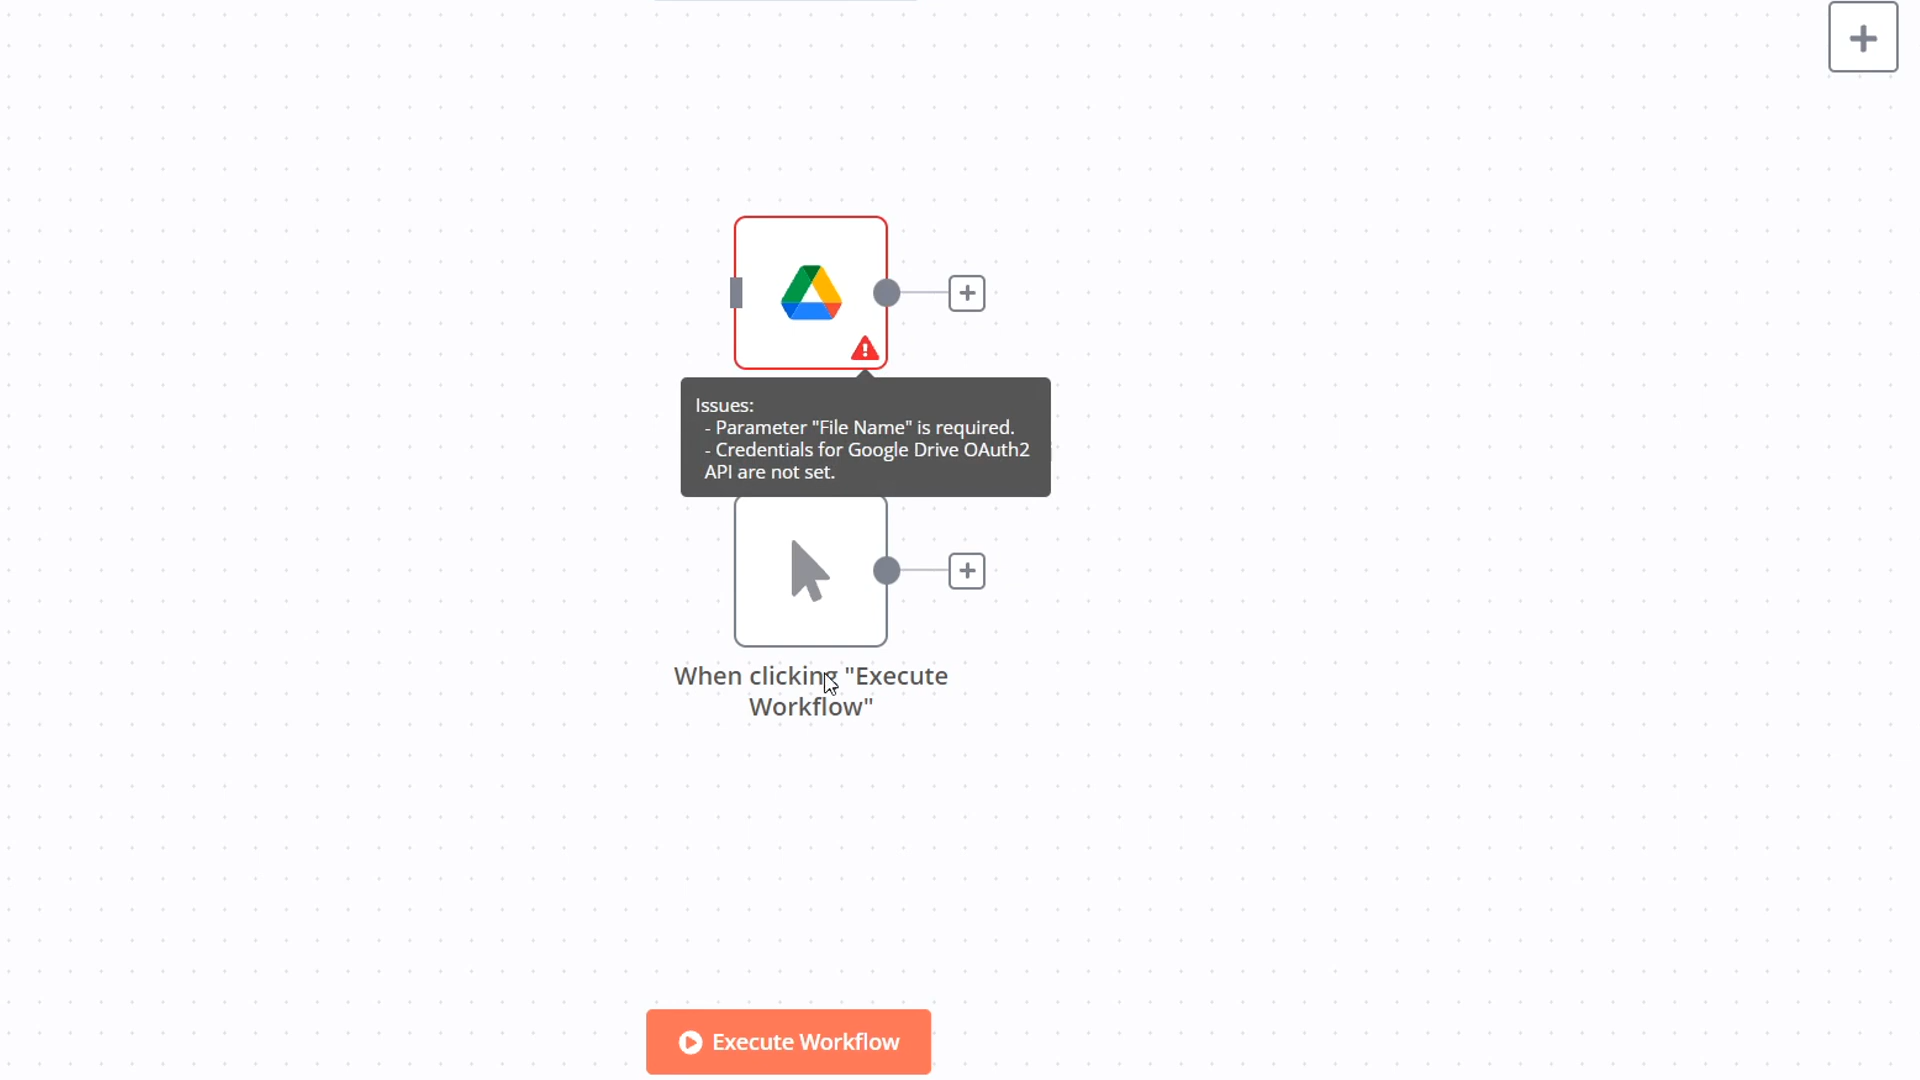 Issues:
- Parameter "File Name" is required.
- Credentials for Google Drive OAuth2
API are not set.
When clicking "Execute
Workflow"
Execute Workflow